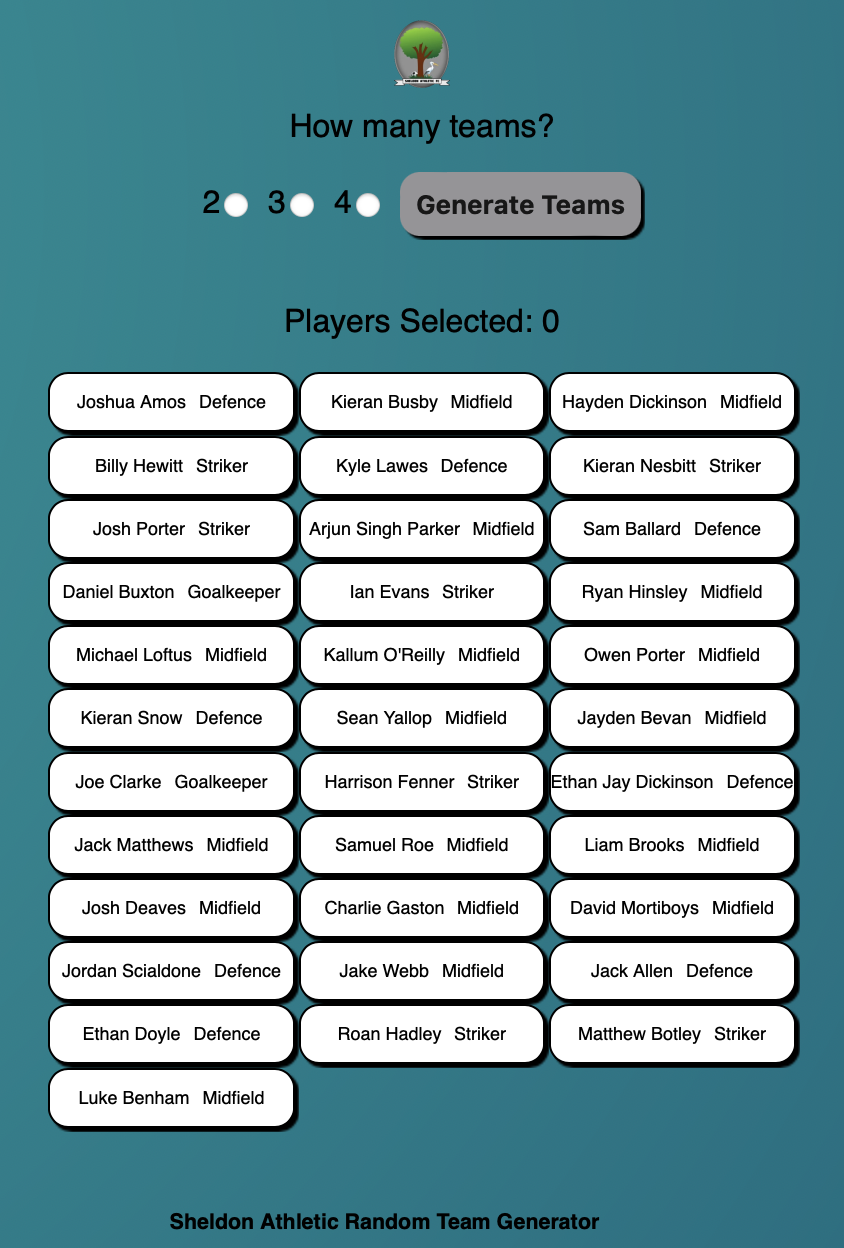 SHELDON ATHLETIC FC
How many teams?
2 3 4 Generate Teams
Players Selected: 0
Joshua Amos Defence Kieran Busby Midfield Hayden Dickinson Midfield
Billy Hewitt Striker Kyle Lawes Defence Kieran Nesbitt Striker
Josh Porter Striker Arjun Singh Parker Midfield Sam Ballard Defence
Daniel Buxton Goalkeeper Ian Evans Striker Ryan Hinsley Midfield
Michael Loftus Midfield Kallum O'Reilly Midfield Owen Porter Midfield
Kieran Snow Defence Sean Yallop Midfield Jayden Bevan Midfield
Joe Clarke Goalkeeper Harrison Fenner Striker Ethan Jay Dickinson Defence
Jack Matthews Midfield Samuel Roe Midfield Liam Brooks Midfield
Josh Deaves Midfield Charlie Gaston Midfield David Mortiboys Midfield
Jordan Scialdone Defence Jake Webb Midfield Jack Allen Defence
Ethan Doyle Defence Roan Hadley Striker Matthew Botley Striker
Luke Benham Midfield
Sheldon Athletic Random Team Generator